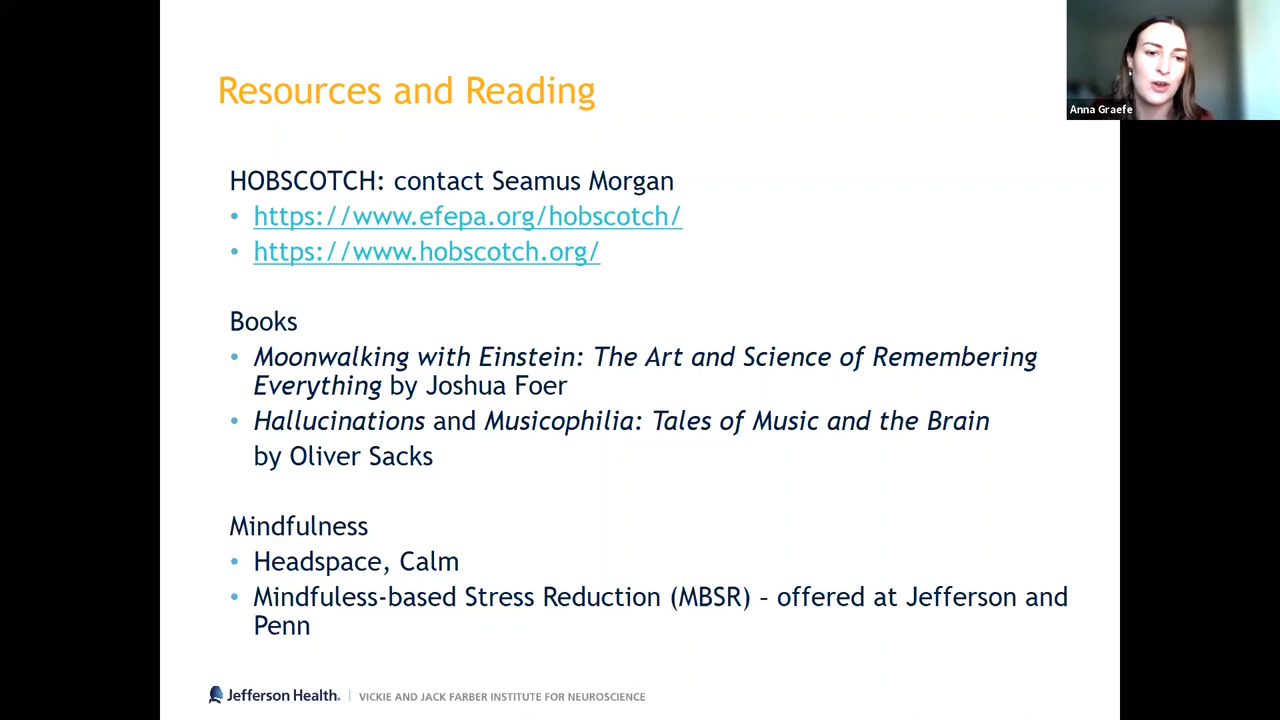 Resources and Reading
Anna Graefe
HOBSCOTCH: contact Seamus Morgan
• https://www.efepa.org/hobscotch/
• https://www.hobscotch.org/
Books
• Moonwalking with Einstein: The Art and Science of Remembering
Everything by Joshua Foer
• Hallucinations and Musicophilia: Tales of Music and the Brain
by Oliver Sacks
Mindfulness
• Headspace, Calm
• Mindfuless-based Stress Reduction (MBSR) – offered at Jefferson and
Penn
Jefferson Health. | VICKIE AND JACK FARBER INSTITUTE FOR NEUROSCIENCE